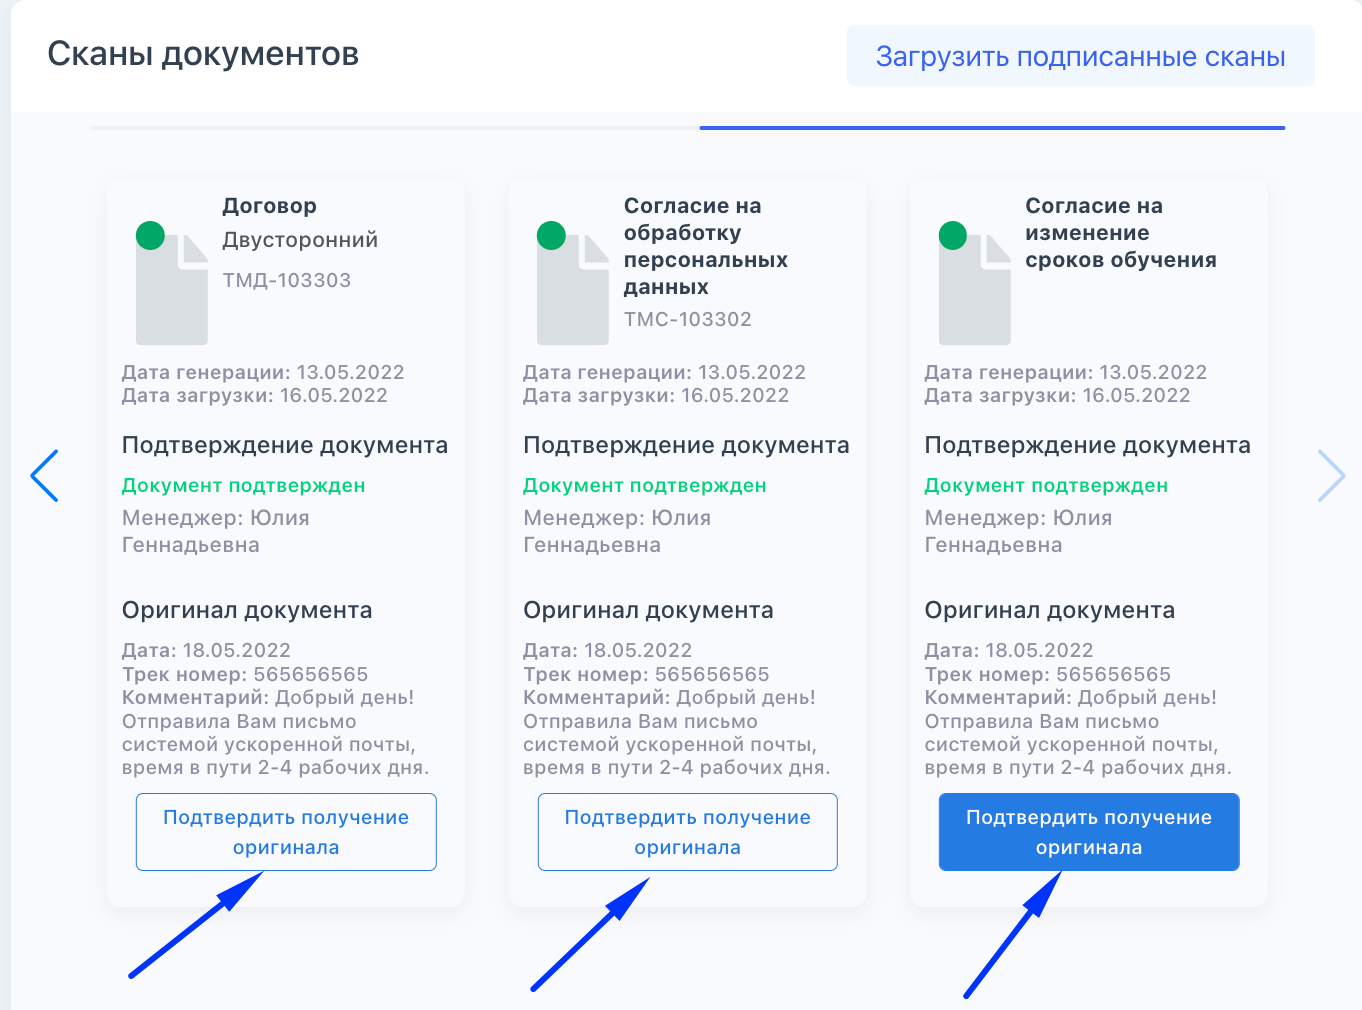 Сканы документов
Загрузить подписанные сканы
Договор
Двусторонний
ТМД-103303
Дата генерации: 13.05.2022
Дата загрузки: 16.05.2022
Подтверждение документа
Документ подтвержден
Менеджер: Юлия
Геннадьевна
Оригинал документа
Дата: 18.05.2022
Трек номер: 565656565
Комментарий: Добрый день!
Отправила Вам письмо
системой ускоренной почты,
время в пути 2-4 рабочих дня.
Подтвердить получение
оригинала
Согласие на
обработку
персональных
данных
ТМС-103302
Дата генерации: 13.05.2022
Дата загрузки: 16.05.2022
Подтверждение документа
Документ подтвержден
Менеджер: Юлия
Геннадьевна
Оригинал документа
Дата: 18.05.2022
Трек номер: 565656565
Комментарий: Добрый день!
Отправила Вам письмо
системой ускоренной почты,
время в пути 2-4 рабочих дня.
Подтвердить получение
оригинала
Согласие на
изменение
сроков обучения
Дата генерации: 13.05.2022
Дата загрузки: 16.05.2022
Подтверждение документа
Документ подтвержден
Менеджер: Юлия
Геннадьевна
Оригинал документа
Дата: 18.05.2022
Трек номер: 565656565
Комментарий: Добрый день!
Отправила Вам письмо
системой ускоренной почты,
время в пути 2-4 рабочих дня.
Подтвердить получение
оригинала